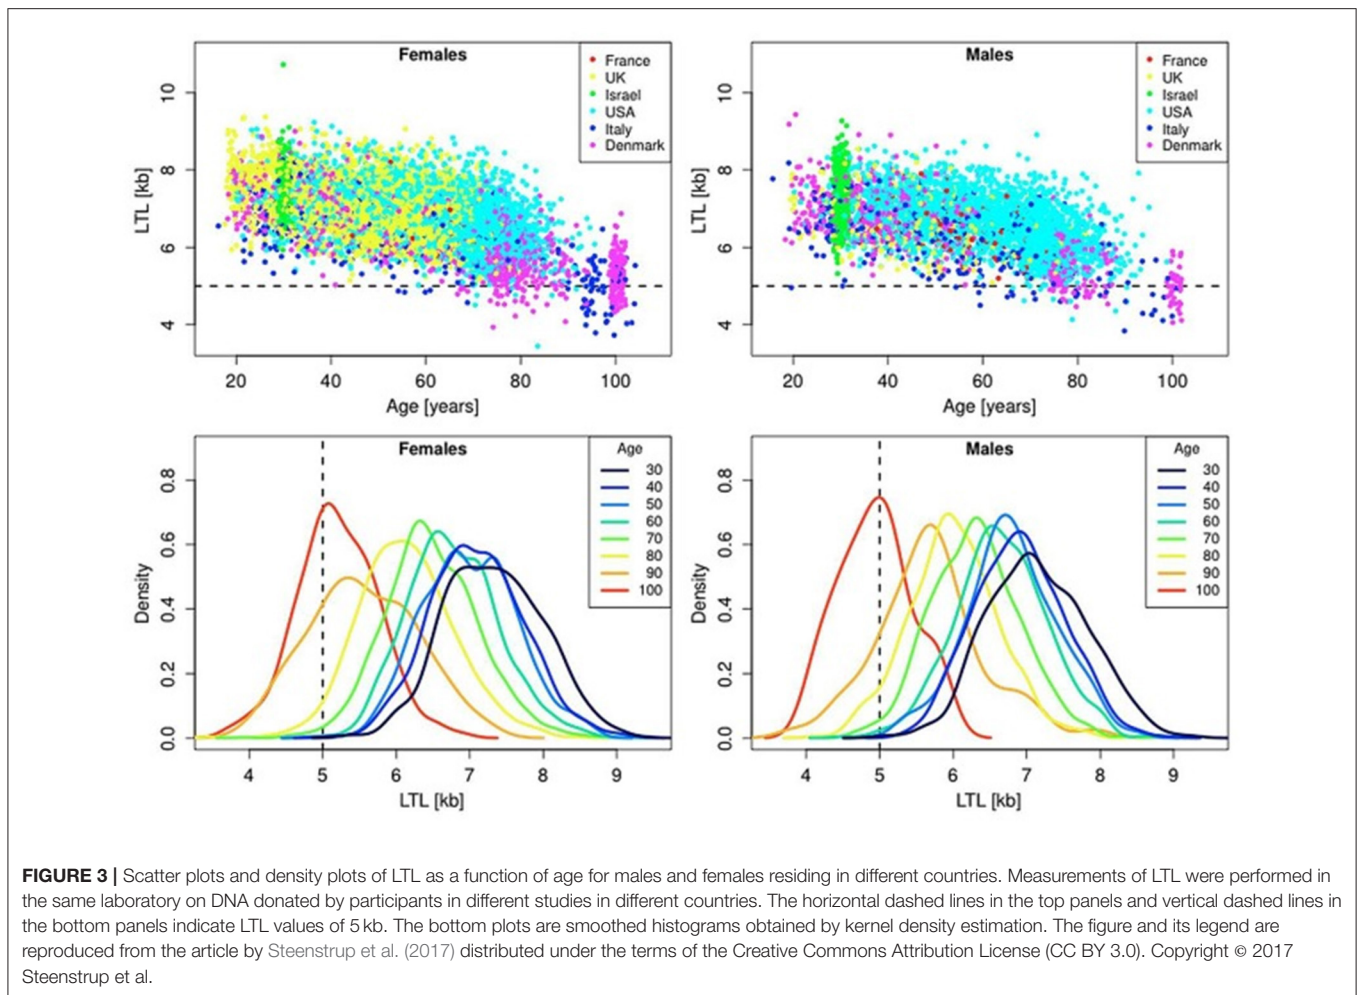 Females
France
UK
Israel
USA
Italy
Denmark
LTL [kb]
10
8
6
4
20 40 60 80 100
Age [years]
Males
France
UK
Israel
USA
Italy
Denmark
LTL [kb]
10
8
6
4
20 40 60 80 100
Age [years]
Females
Age
30
40
50
60
70
80
90
100
Density
0.8
0.6
0.4
0.2
0.0
4 5 6 7 8 9
LTL [kb]
Males
Age
30
40
50
60
70
80
90
100
Density
0.8
0.6
0.4
0.2
0.0
4 5 6 7 8 9
LTL [kb]
FIGURE 3 | Scatter plots and density plots of LTL as a function of age for males and females residing in different countries. Measurements of LTL were performed in
the same laboratory on DNA donated by participants in different studies in different countries. The horizontal dashed lines in the top panels and vertical dashed lines in
the bottom panels indicate LTL values of 5 kb. The bottom plots are smoothed histograms obtained by kernel density estimation. The figure and its legend are
reproduced from the article by Steenstrup et al. (2017) distributed under the terms of the Creative Commons Attribution License (CC BY 3.0). Copyright © 2017
Steenstrup et al.